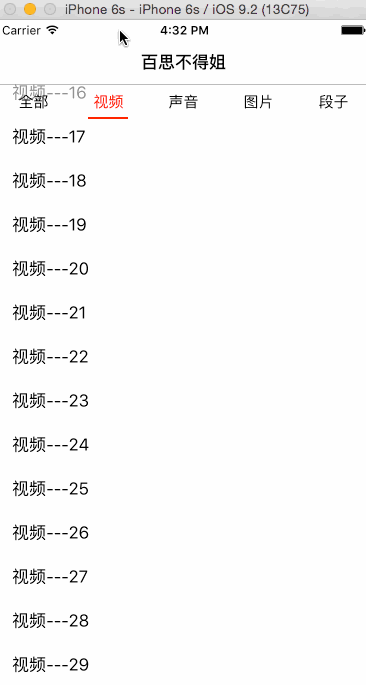 iPhone 6s - iPhone 6s / iOS 9.2 (13C75)
Carrier 4:32 PM
百思不得姐
视频---16
全部 视频 声音 图片 段子
视频---17
视频---18
视频---19
视频---20
视频---21
视频---22
视频---23
视频---24
视频---25
视频---26
视频---27
视频---28
视频---29